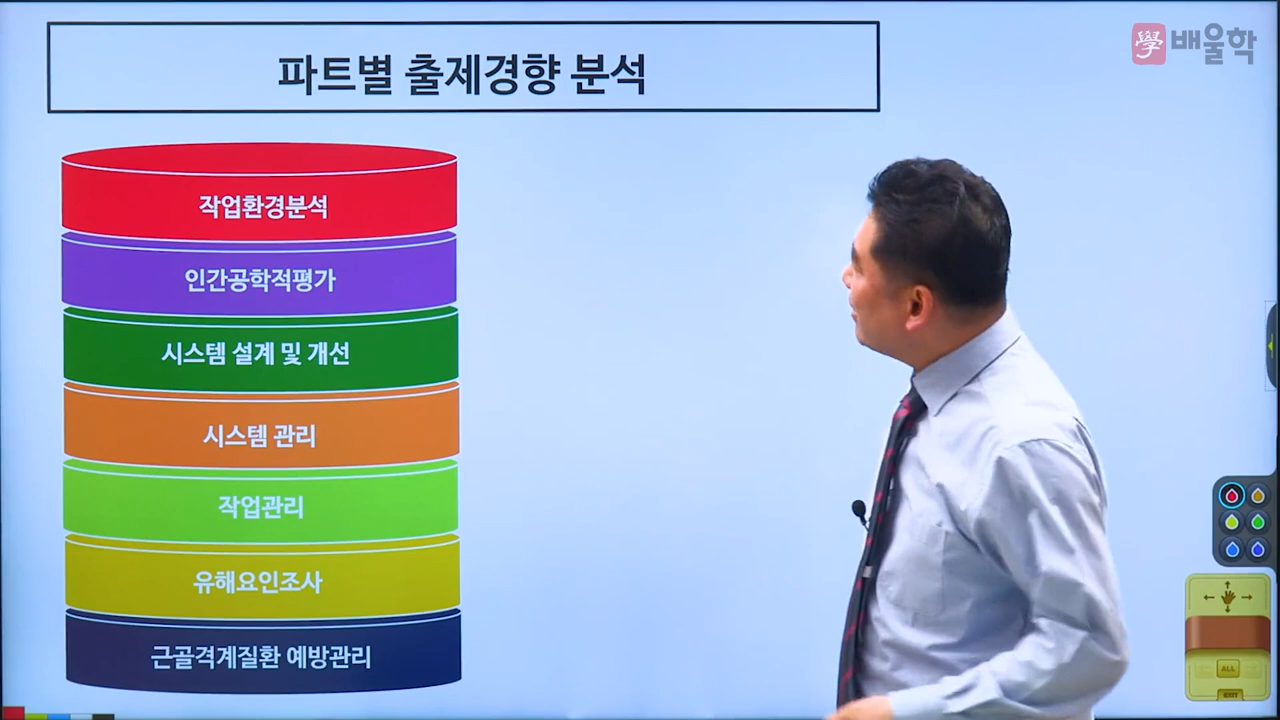 파트별 출제경향 분석
學 배울학
작업환경분석
인간공학적평가
시스템 설계 및 개선
시스템 관리
작업관리
유해요인조사
근골격계질환 예방관리
ALL
EXIT